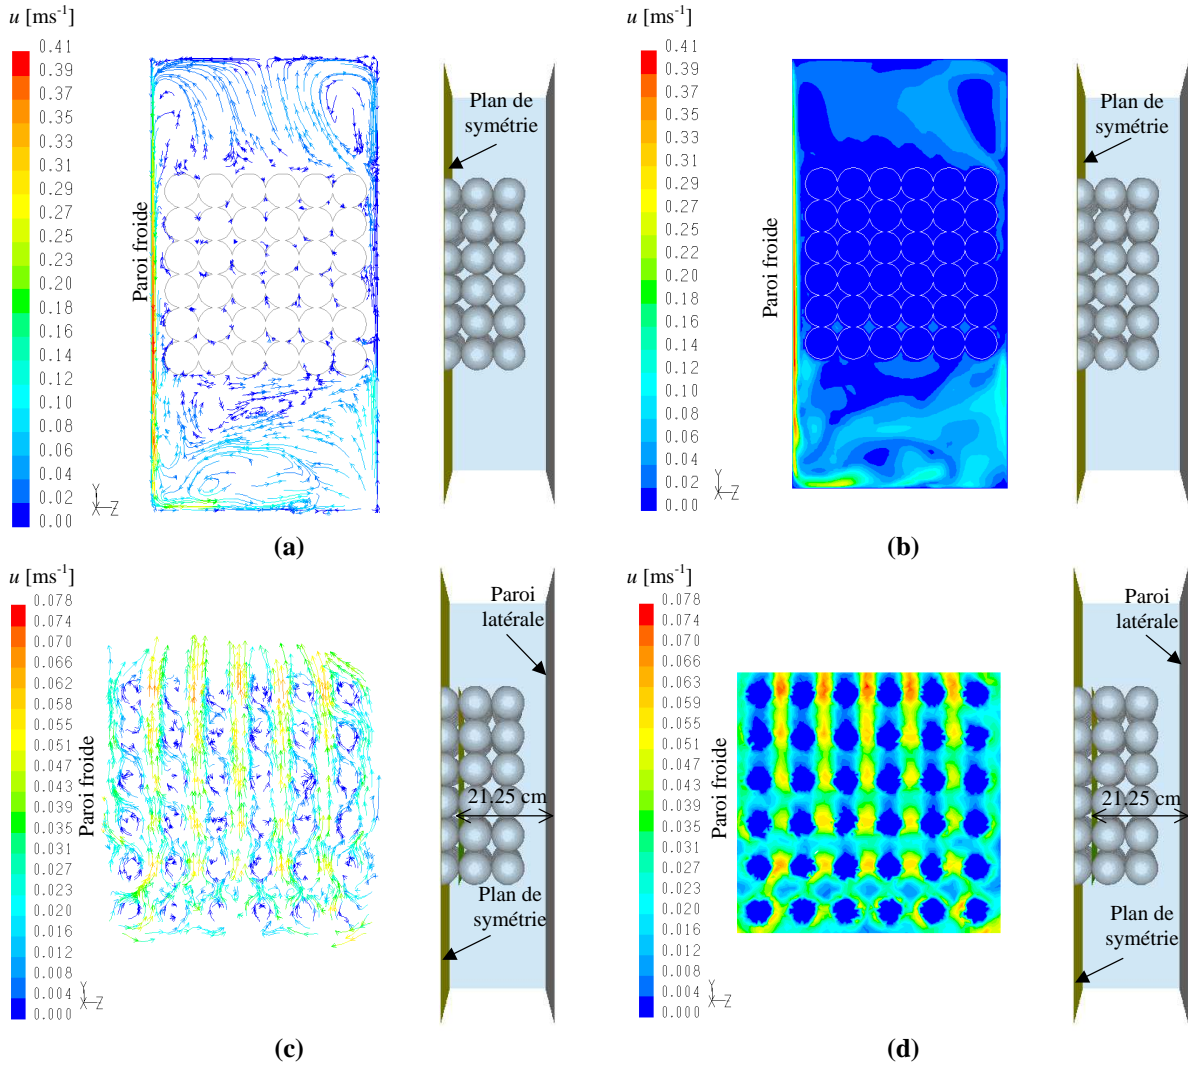 u [ms-1]
0.41
0.39
0.37
0.33
0.31
0.29
0.27
0.25
0.22
0.20
0.18
0.16
0.14
0.12
0.10
0.08
0.06
0.04
0.02
0.00
Paroi froide
Y
X Z
Plan de
symétrie
(a)
u [ms-1]
0.41
0.39
0.37
0.33
0.31
0.29
0.27
0.25
0.22
0.20
0.16
0.14
0.12
0.10
0.08
0.06
0.04
0.02
0.00
Paroi froide
Y
X Z
Plan de
symétrie
(b)
u [ms-1]
0.078
0.074
0.070
0.066
0.062
0.059
0.055
0.051
0.047
0.043
0.039
0.035
0.031
0.027
0.023
0.020
0.016
0.012
0.008
0.004
0.000
Paroi froide
Y
X Z
Paroi
latérale
21.25 cm
Plan de
symétrie
(c)
u [ms-1]
0.078
0.074
0.070
0.066
0.062
0.059
0.055
0.051
0.047
0.043
0.039
0.035
0.031
0.027
0.023
0.020
0.016
0.012
0.008
0.004
0.000
Paroi froide
Y
X Z
Paroi
latérale
21.25 cm
Plan de
symétrie
(d)